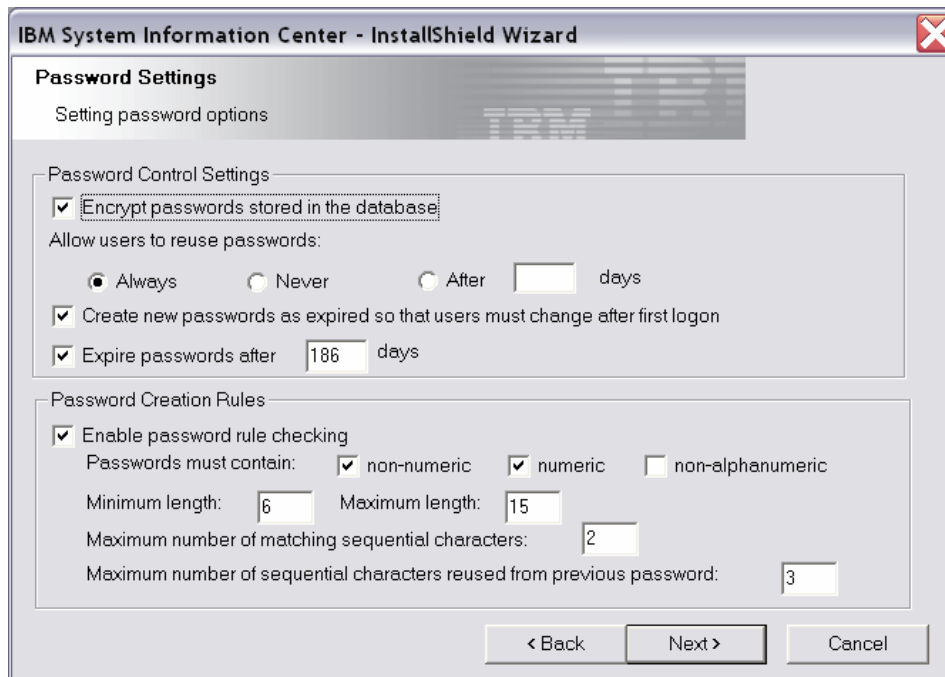 IBM System Information Center - InstallShield Wizard
Password Settings
Setting password options
IBM
Password Control Settings
Encrypt passwords stored in the database
Allow users to reuse passwords:
Always Never After days
Create new passwords as expired so that users must change after first logon
Expire passwords after 186 days
Password Creation Rules
Enable password rule checking
Passwords must contain: non-numeric numeric non-alphanumeric
Minimum length: 6 Maximum length: 15
Maximum number of matching sequential characters: 2
Maximum number of sequential characters reused from previous password: 3
< Back Next > Cancel